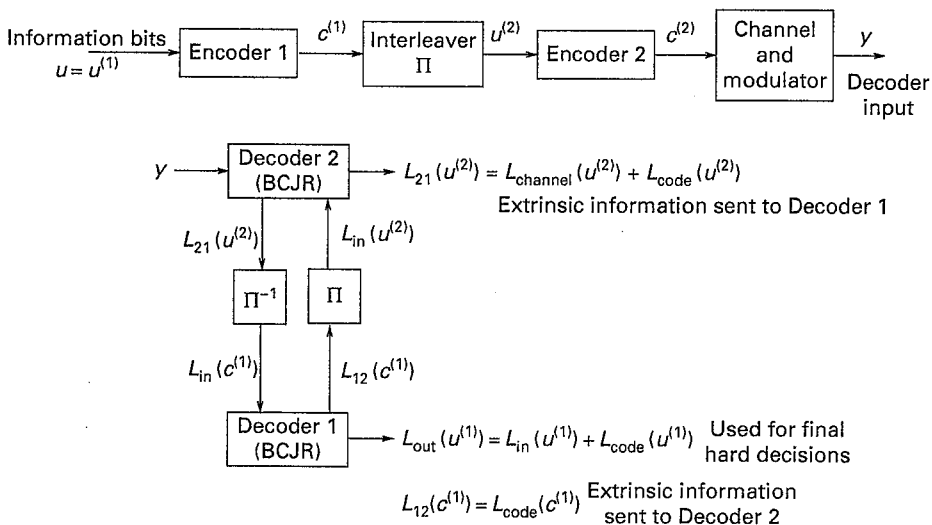 Information bits
u = u^(1)
Encoder 1
c^(1)
Interleaver
Π
u^(2)
Encoder 2
c^(2)
Channel
and
modulator
y
Decoder
input
y
Decoder 2
(BCJR)
L_21 (u^(2)) = L_channel (u^(2)) + L_code (u^(2))
Extrinsic information sent to Decoder 1
L_21 (u^(2))
L_in (u^(2))
Π^−1
Π
L_in (c^(1))
L_12 (c^(1))
Decoder 1
(BCJR)
L_out (u^(1)) = L_in (u^(1)) + L_code (u^(1))
Used for final
hard decisions
L_12(c^(1)) = L_code(c^(1))
Extrinsic information
sent to Decoder 2